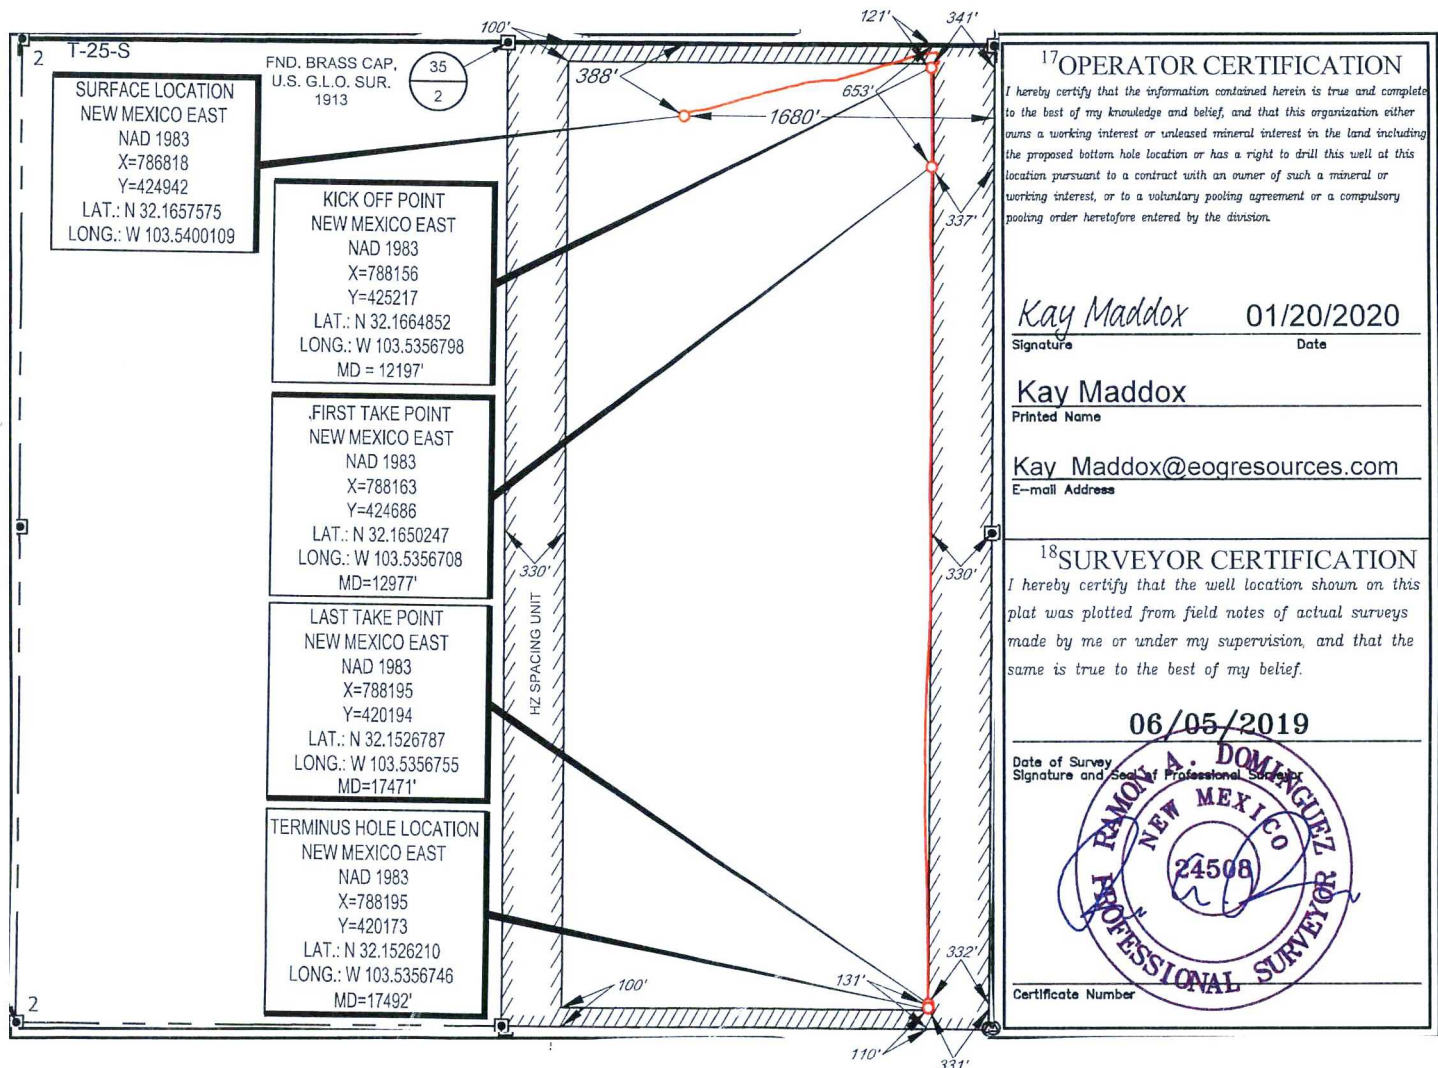 2
T-25-S
FND. BRASS CAP,
U.S. G.L.O. SUR.
1913
35
2
100'
121'
341'
388'
653'
1680'
337'
SURFACE LOCATION
NEW MEXICO EAST
NAD 1983
X=786818
Y=424942
LAT.: N 32.1657575
LONG.: W 103.5400109
KICK OFF POINT
NEW MEXICO EAST
NAD 1983
X=788156
Y=425217
LAT.: N 32.1664852
LONG.: W 103.5356798
MD = 12197'
FIRST TAKE POINT
NEW MEXICO EAST
NAD 1983
X=788163
Y=424686
LAT.: N 32.1650247
LONG.: W 103.5356708
MD=12977'
LAST TAKE POINT
NEW MEXICO EAST
NAD 1983
X=788195
Y=420194
LAT.: N 32.1526787
LONG.: W 103.5356755
MD=17471'
TERMINUS HOLE LOCATION
NEW MEXICO EAST
NAD 1983
X=788195
Y=420173
LAT.: N 32.1526210
LONG.: W 103.5356746
MD=17492'
2
330'
HZ SPACING UNIT
330'
100'
131'
332'
110'
331'
17 OPERATOR CERTIFICATION
I hereby certify that the information contained herein is true and complete
to the best of my knowledge and belief, and that this organization either
owns a working interest or unleased mineral interest in the land including
the proposed bottom hole location or has a right to drill this well at this
location pursuant to a contract with an owner of such a mineral or
working interest, or to a voluntary pooling agreement or a compulsory
pooling order heretofore entered by the division.
Kay Maddox 01/20/2020
Signature Date
Kay Maddox
Printed Name
Kay_Maddox@eogresources.com
E-mail Address
18 SURVEYOR CERTIFICATION
I hereby certify that the well location shown on this
plat was plotted from field notes of actual surveys
made by me or under my supervision, and that the
same is true to the best of my belief.
06/05/2019
Date of Survey
Signature and Seal of Professional Surveyor
RAMON A. DOMINGUEZ
NEW MEXICO
24508
PROFESSIONAL SURVEYOR
Certificate Number